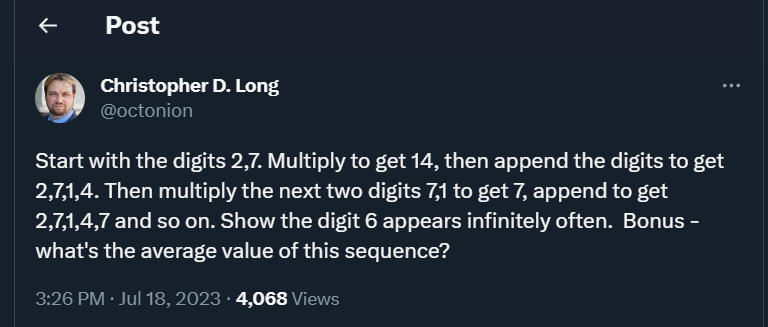 Post
Christopher D. Long
@octonion
Start with the digits 2,7. Multiply to get 14, then append the digits to get
2,7,1,4. Then multiply the next two digits 7,1 to get 7, append to get
2,7,1,4,7 and so on. Show the digit 6 appears infinitely often.  Bonus -
what's the average value of this sequence?
3:26 PM · Jul 18, 2023 · 4,068 Views